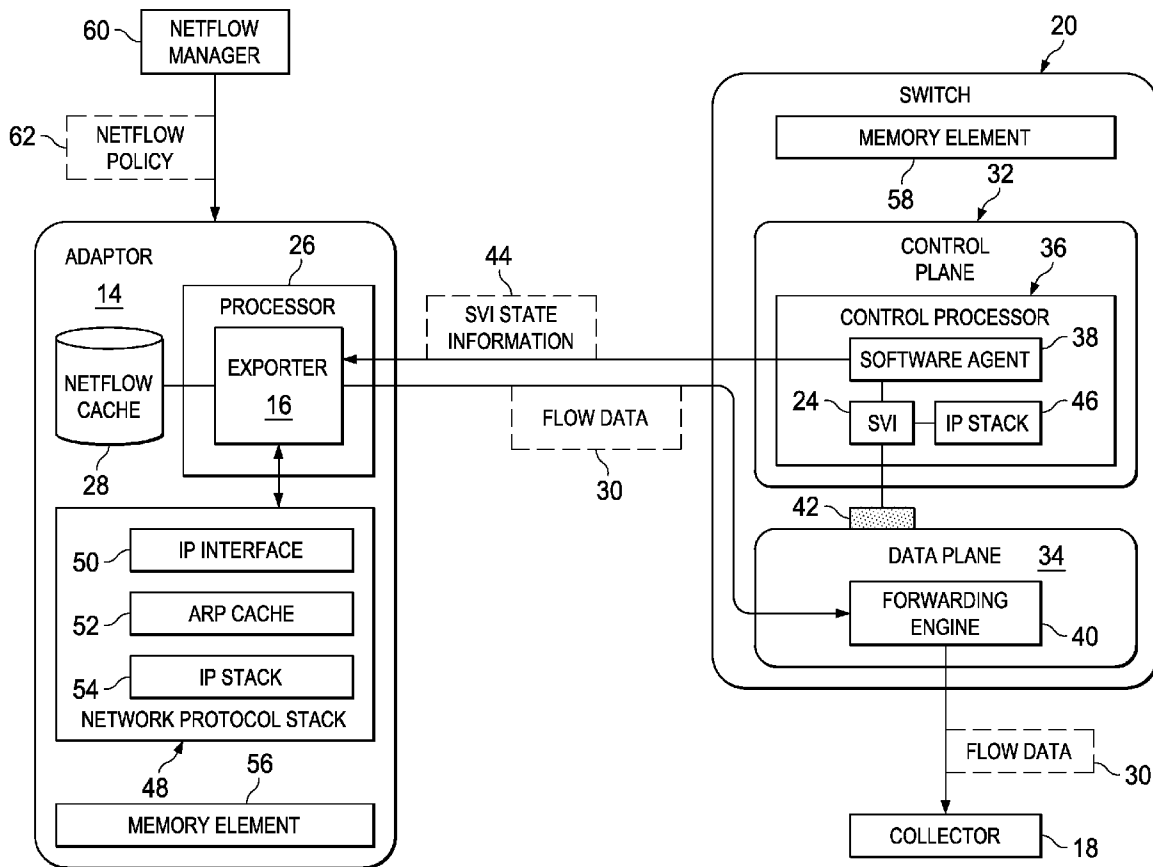 60
NETFLOW
MANAGER
62
NETFLOW
POLICY
ADAPTOR
14
26
PROCESSOR
EXPORTER
16
NETFLOW
CACHE
28
50
IP INTERFACE
52
ARP CACHE
54
IP STACK
NETWORK PROTOCOL STACK
48
56
MEMORY ELEMENT
44
SVI STATE
INFORMATION
FLOW DATA
30
20
SWITCH
MEMORY ELEMENT
58
32
CONTROL
PLANE
36
CONTROL PROCESSOR
SOFTWARE AGENT
38
24
SVI
IP STACK
46
42
DATA PLANE
34
FORWARDING
ENGINE
40
FLOW DATA
30
COLLECTOR
18